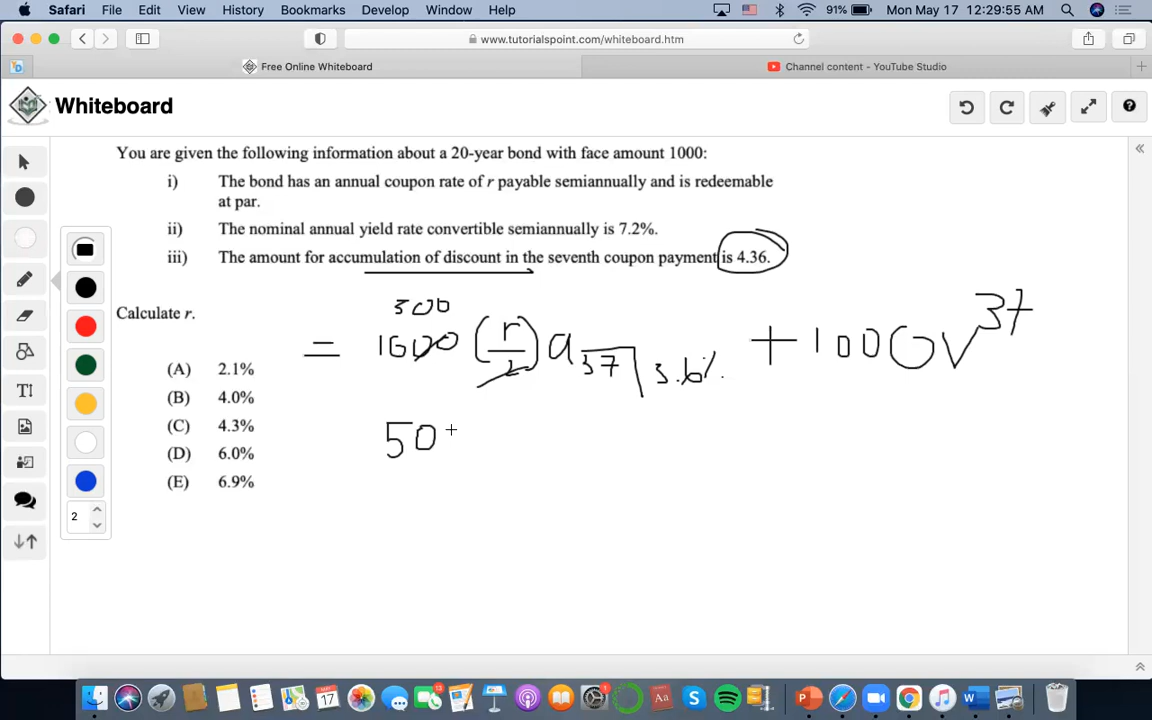 Safari File Edit View History Bookmarks Develop Window Help 91% Mon May 17 12:29:55 AM
www.tutorialspoint.com/whiteboard.htm
Free Online Whiteboard Channel content - YouTube Studio
Whiteboard
You are given the following information about a 20-year bond with face amount 1000:
i) The bond has an annual coupon rate of r payable semiannually and is redeemable
at par.
ii) The nominal annual yield rate convertible semiannually is 7.2%.
iii) The amount for accumulation of discount in the seventh coupon payment is 4.36.
Calculate r.
500
= 1000 (r/2) a 37 3.6% + 1000v^37
(A) 2.1%
(B) 4.0%
(C) 4.3%
(D) 6.0%
(E) 6.9%
50
T
2
13
17
Aa